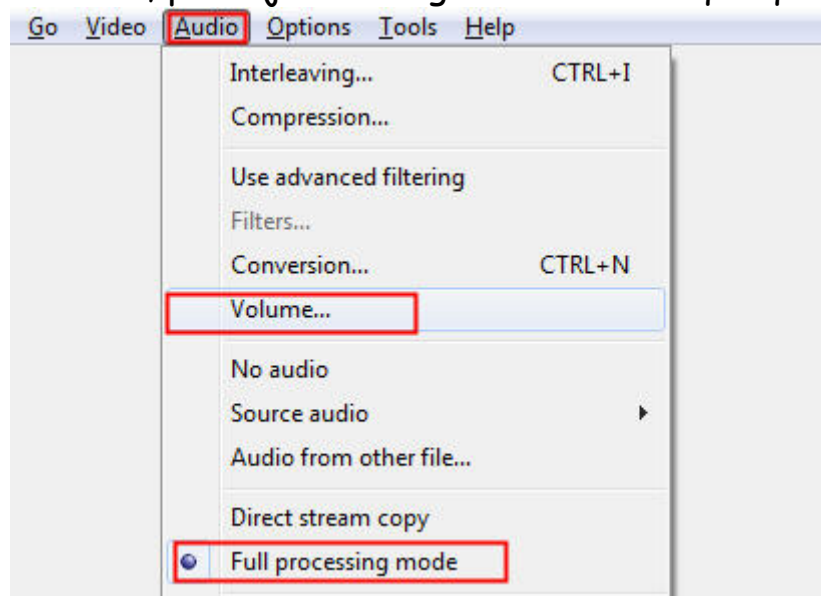 Go Video Audio Options Tools Help
Interleaving... CTRL+I
Compression...
Use advanced filtering
Filters...
Conversion... CTRL+N
Volume...
No audio
Source audio
Audio from other file...
Direct stream copy
Full processing mode